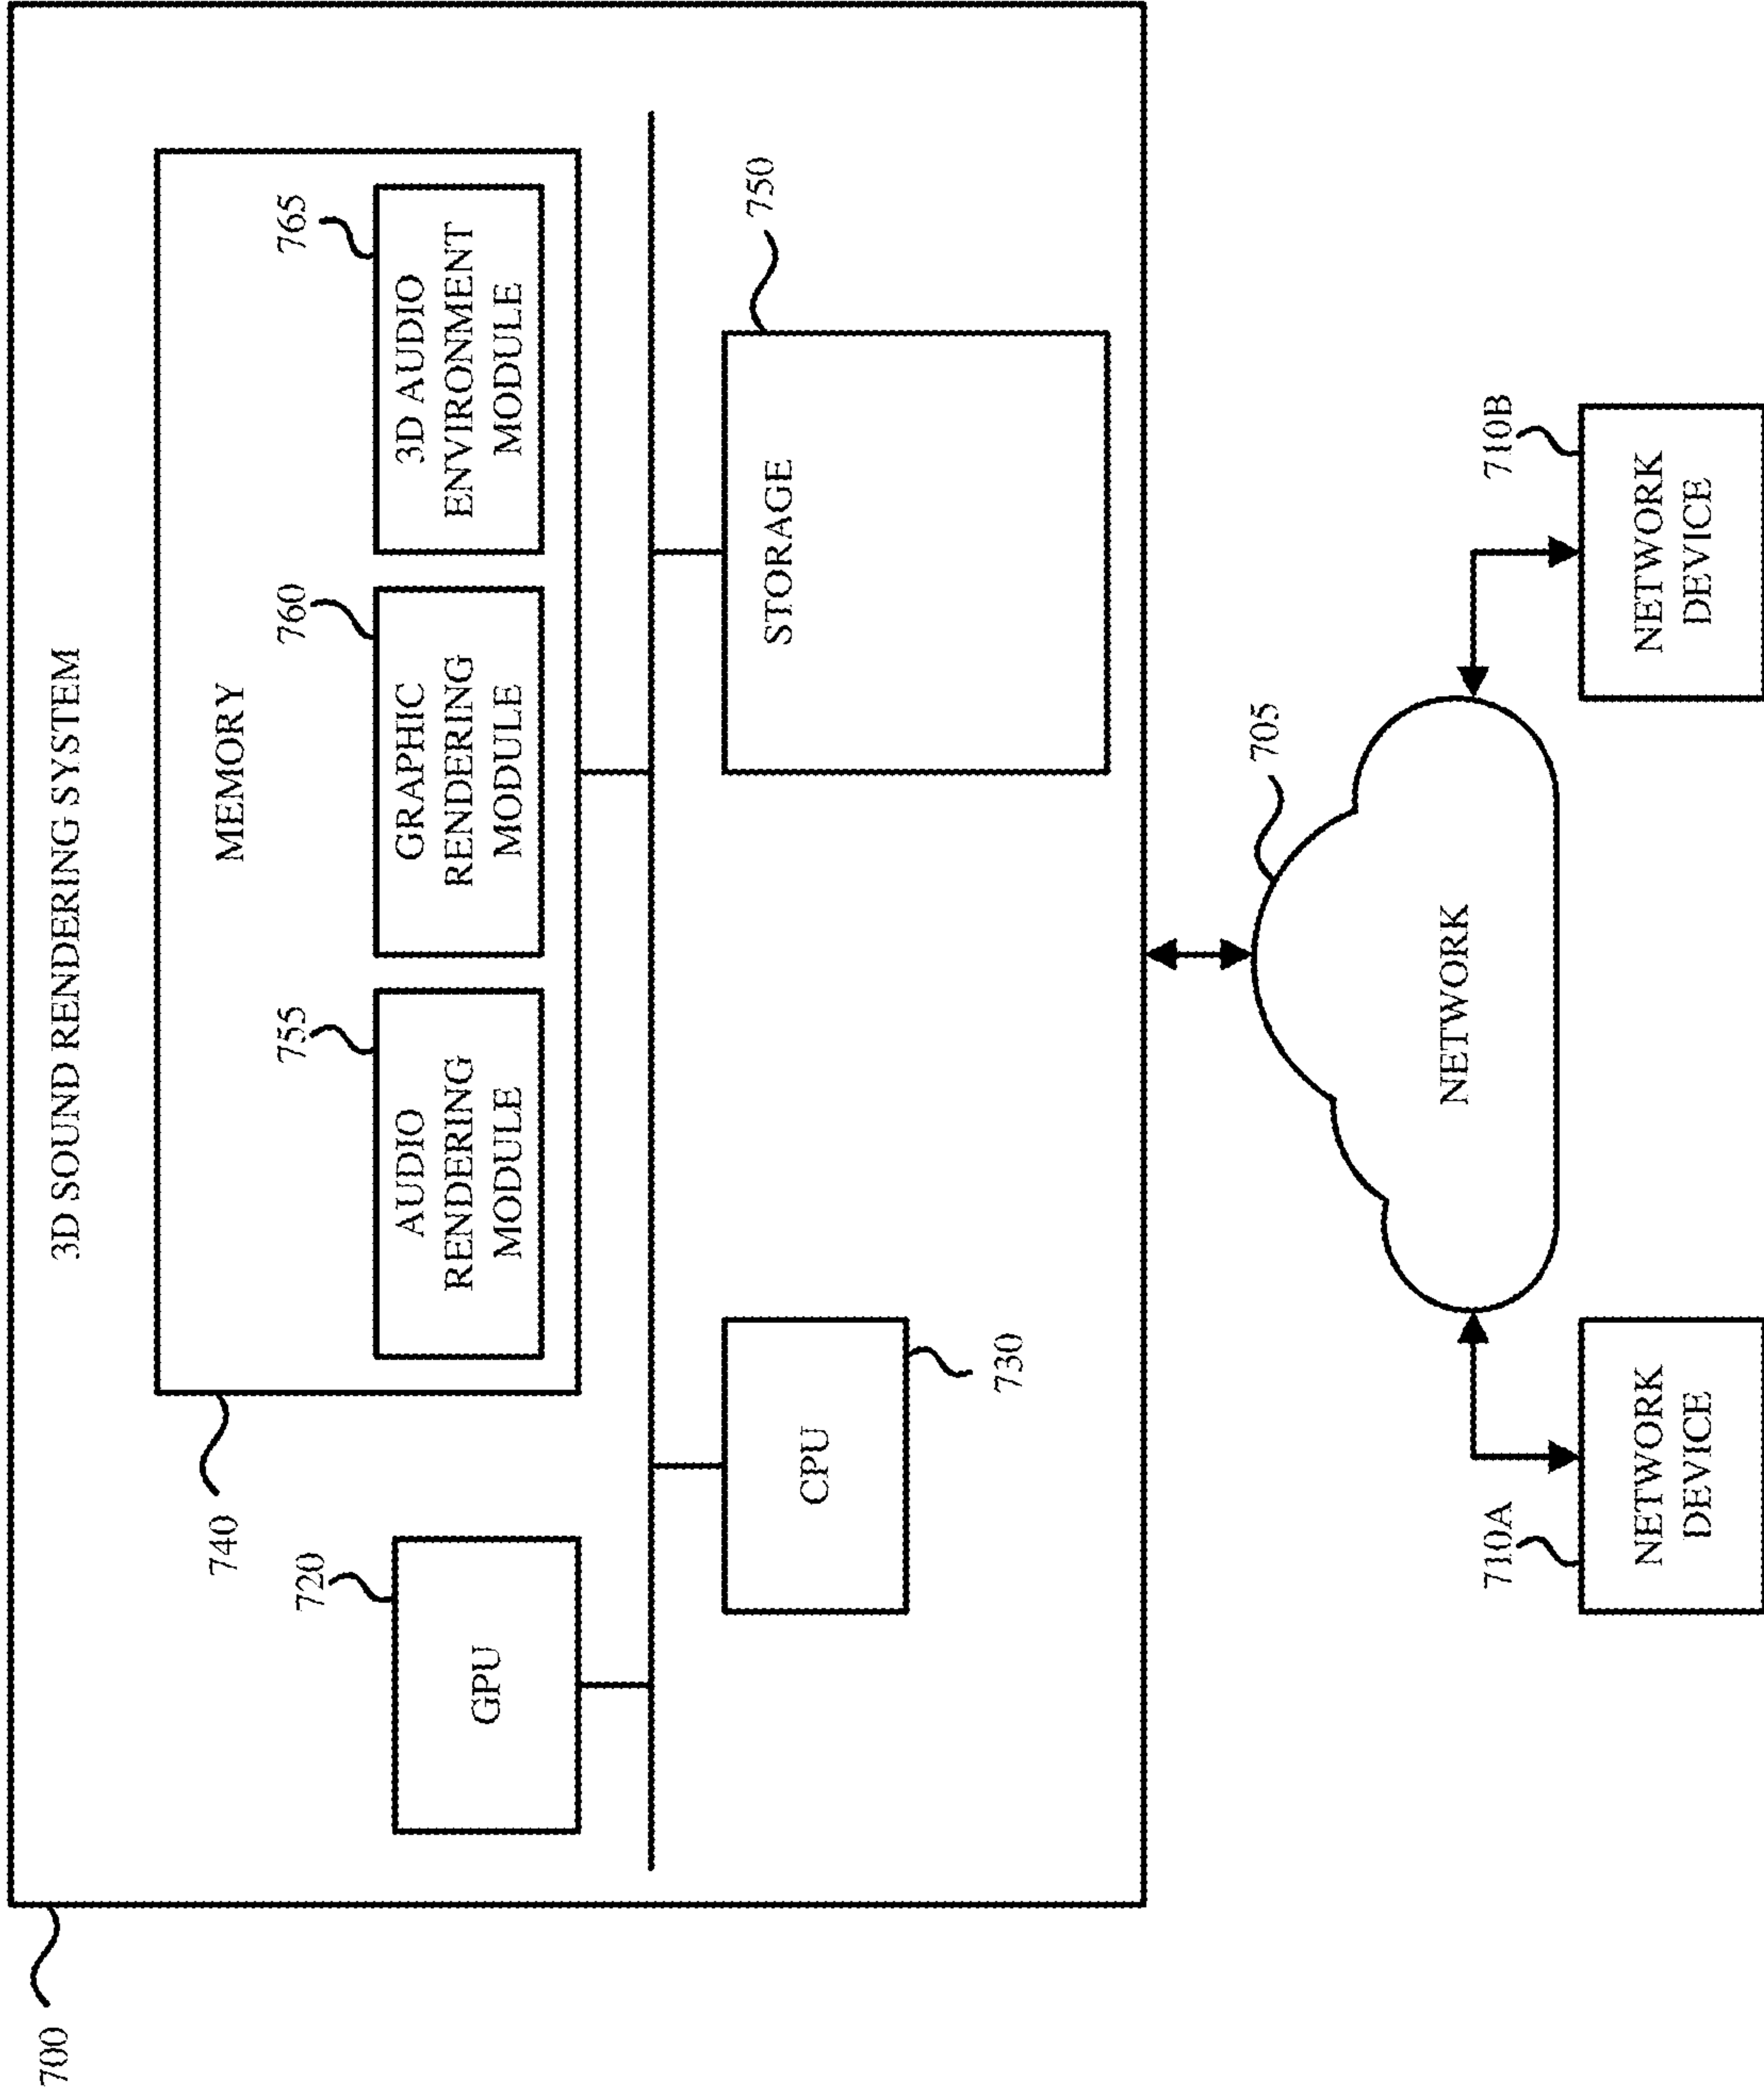 700
3D SOUND RENDERING SYSTEM
740
MEMORY
720
GPU
755
AUDIO
RENDERING
MODULE
760
GRAPHIC
RENDERING
MODULE
765
3D AUDIO
ENVIRONMENT
MODULE
CPU
730
STORAGE
750
705
NETWORK
710A
NETWORK
DEVICE
710B
NETWORK
DEVICE